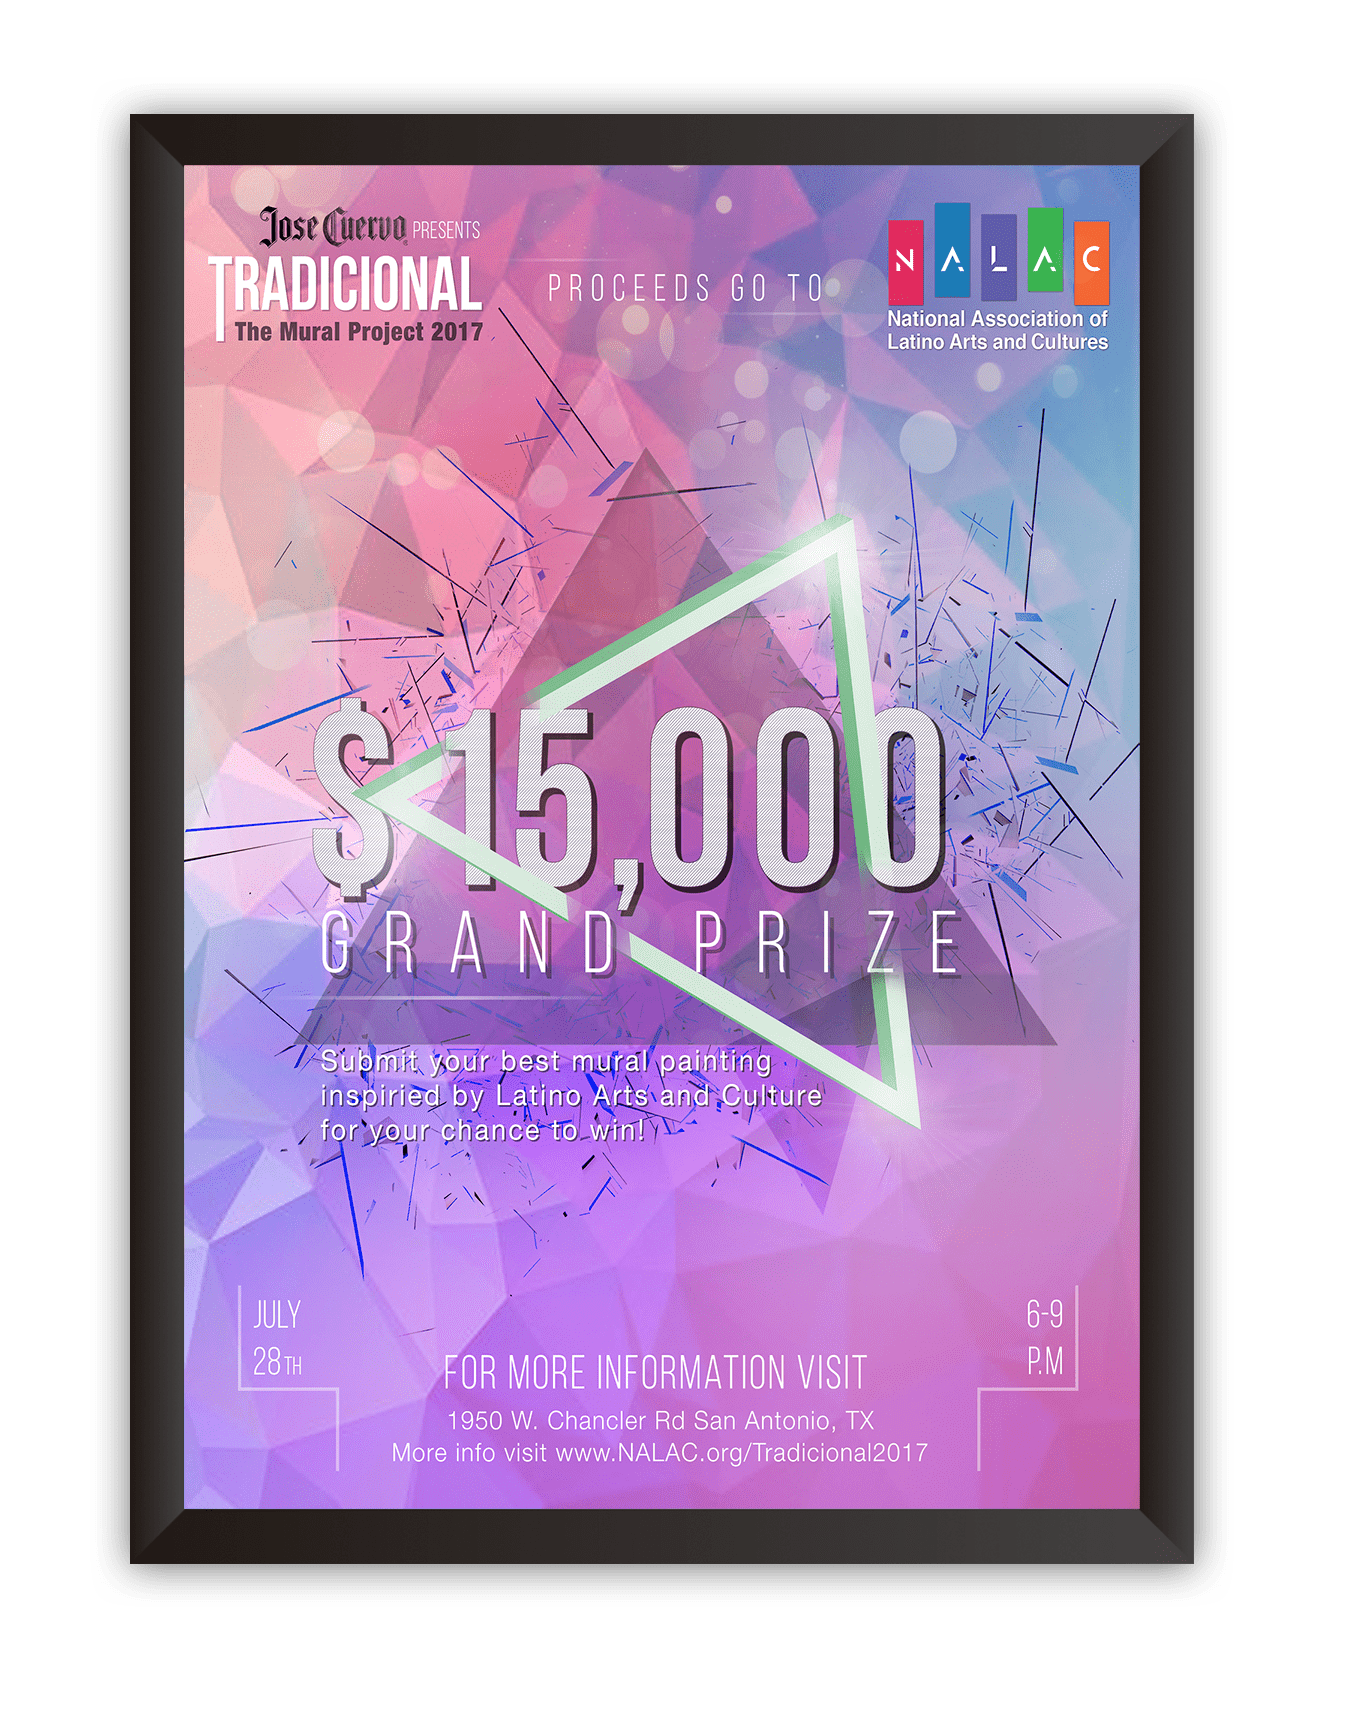 Jose Cuervo PRESENTS
TRADICIONAL
The Mural Project 2017
PROCEEDS GO TO
NALAC
National Association of
Latino Arts and Cultures
$15,000
GRAND PRIZE
Submit your best mural painting
inspiried by Latino Arts and Culture
for your chance to win!
JULY
28TH
6-9
P.M
FOR MORE INFORMATION VISIT
1950 W. Chancler Rd San Antonio, TX
More info visit www.NALAC.org/Tradicional2017